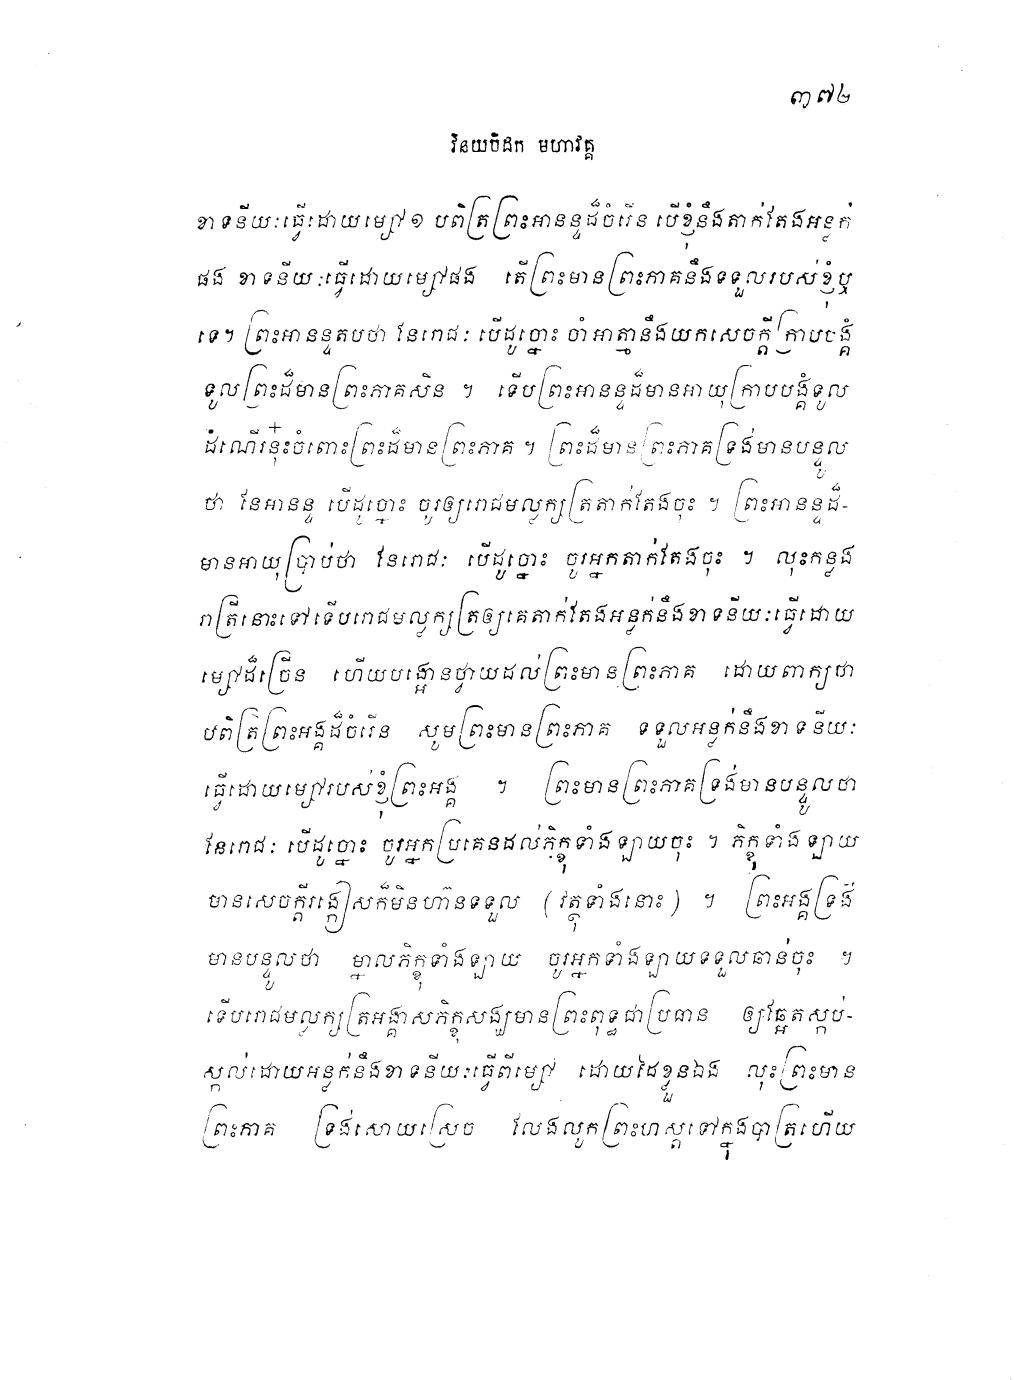 ៣៧២
វិនយបិដក មហាវគ្គ
ខាទនីយៈធ្វើដោយម្សៅ ១ បពិត្រព្រះអានន្ទដ៏ចំរើន បើខ្ញុំនឹងតាក់តែងអន្លក់
ផង ខាទនីយៈធ្វើដោយម្សៅផង តើព្រះមានព្រះភាគនឹងទទួលរបស់ខ្ញុំឬ
ទេ។ ព្រះអានន្ទតបថា នែរោជៈ បើដូច្នោះ ចាំអាត្មានឹងយកសេចក្តីក្រាបបង្គំ
ទូលព្រះដ៏មានព្រះភាគសិន ។ ទើបព្រះអានន្ទដ៏មានអាយុក្រាបបង្គំទូល
ដំណើរនុ៎ះចំពោះព្រះដ៏មានព្រះភាគ ។ ព្រះដ៏មានព្រះភាគទ្រង់មានបន្ទូល
ថា នែអានន្ទ បើដូច្នោះ ចូរឲ្យរោជមល្លក្សត្រតាក់តែងចុះ ។ ព្រះអានន្ទដ៏-
មានអាយុប្រាប់ថា នែរោជៈ បើដូច្នោះ ចូរអ្នកតាក់តែងចុះ ។ លុះកន្លង
រាត្រីនោះទៅទើបរោជមល្លក្សត្រឲ្យគេតាក់តែងអន្លក់នឹងខាទនីយៈធ្វើដោយ
ម្សៅដ៏ច្រើន ហើយបង្អោនថ្វាយដល់ព្រះមានព្រះភាគ ដោយពាក្យថា
បពិត្រព្រះអង្គដ៏ចំរើន សូមព្រះមានព្រះភាគ ទទួលអន្លក់នឹងខាទនីយៈ
ធ្វើដោយម្សៅរបស់ខ្ញុំព្រះអង្គ ។ ព្រះមានព្រះភាគទ្រង់មានបន្ទូលថា
នែរោជៈ បើដូច្នោះ ចូរអ្នកប្រគេនដល់ភិក្ខុទាំងឡាយចុះ ។ ភិក្ខុទាំងឡាយ
មានសេចក្តីរង្កៀសក៏មិនហ៊ានទទួល (វត្ថុទាំងនោះ) ។ ព្រះអង្គទ្រង់
មានបន្ទូលថា ម្នាលភិក្ខុទាំងឡាយ ចូរអ្នកទាំងឡាយទទួលឆាន់ចុះ ។
ទើបរោជមល្លក្សត្រអង្គាសភិក្ខុសង្ឃមានព្រះពុទ្ធជាប្រធាន ឲ្យឆ្អែតស្កប់-
ស្កល់ដោយអន្លក់នឹងខាទនីយៈធ្វើពីម្សៅ ដោយដៃខ្លួនឯង លុះព្រះមាន
ព្រះភាគ ទ្រង់សោយស្រេច លែងលូកព្រះហស្តទៅក្នុងបាត្រហើយ